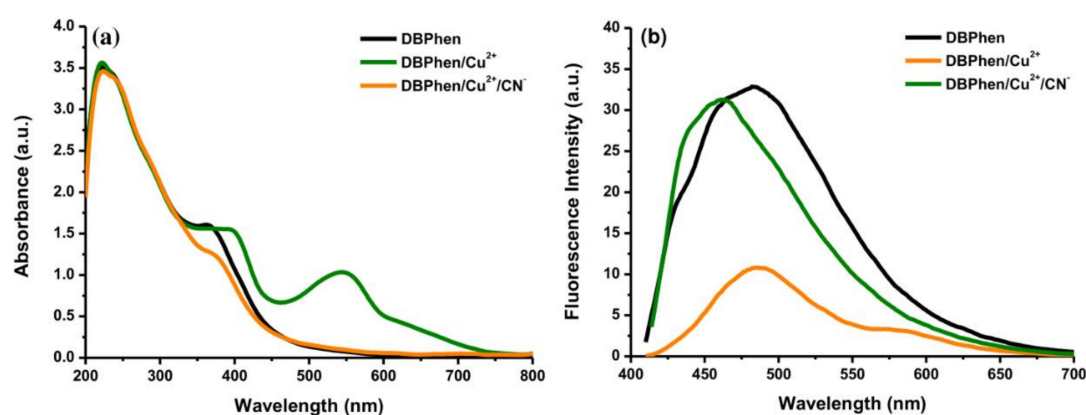 (a)
DBPhen
DBPhen/Cu²⁺
DBPhen/Cu²⁺/CN⁻
Absorbance (a.u.)
4.0
3.5
3.0
2.5
2.0
1.5
1.0
0.5
0.0
200 300 400 500 600 700 800
Wavelength (nm)
(b)
DBPhen
DBPhen/Cu²⁺
DBPhen/Cu²⁺/CN⁻
Fluorescence Intensity (a.u.)
40
35
30
25
20
15
10
5
0
400 450 500 550 600 650 700
Wavelength (nm)